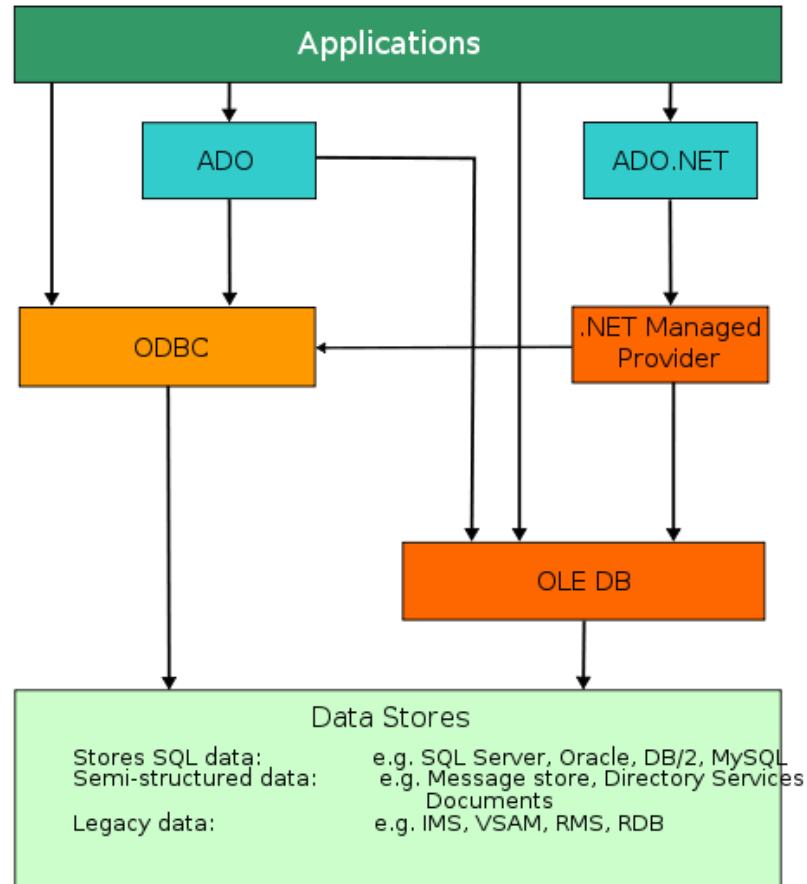 Applications
ADO
ADO.NET
ODBC
.NET Managed
Provider
OLE DB
Data Stores
Stores SQL data: e.g. SQL Server, Oracle, DB/2, MySQL
Semi-structured data: e.g. Message store, Directory Services
Documents
Legacy data: e.g. IMS, VSAM, RMS, RDB